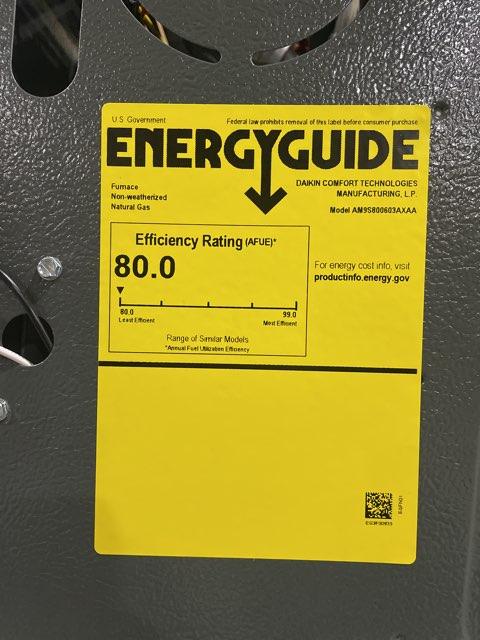 U.S. Government
Federal law prohibits removal of this label before consumer purchase
ENERGYGUIDE
Furnace
Non-weatherized
Natural Gas
DAIKIN COMFORT TECHNOLOGIES
MANUFACTURING, L.P.
Model AM9S800603AXAA
Efficiency Rating (AFUE)*
80.0
80.0
Least Efficient
99.0
Most Efficient
Range of Similar Models
*Annual Fuel Utilization Efficiency
For energy cost info, visit
productinfo.energy.gov